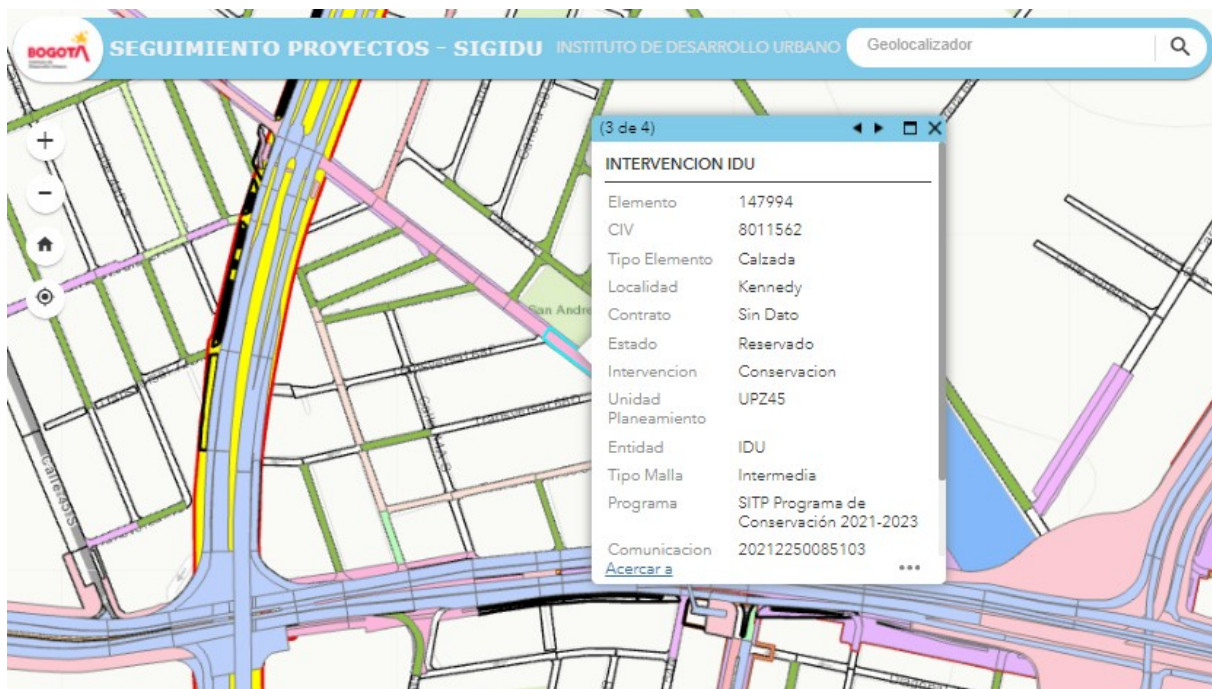 BOGOTÁ
SEGUIMIENTO PROYECTOS - SIGIDU INSTITUTO DE DESARROLLO URBANO
Geolocalizador
(3 de 4)
INTERVENCION IDU
Elemento 147994
CIV 8011562
Tipo Elemento Calzada
Localidad Kennedy
Contrato Sin Dato
Estado Reservado
Intervencion Conservacion
Unidad UPZ45
Planeamiento
Entidad IDU
Tipo Malla Intermedia
Programa SITP Programa de
Conservación 2021-2023
Comunicacion 20212250085103
Acercar a
San Andre